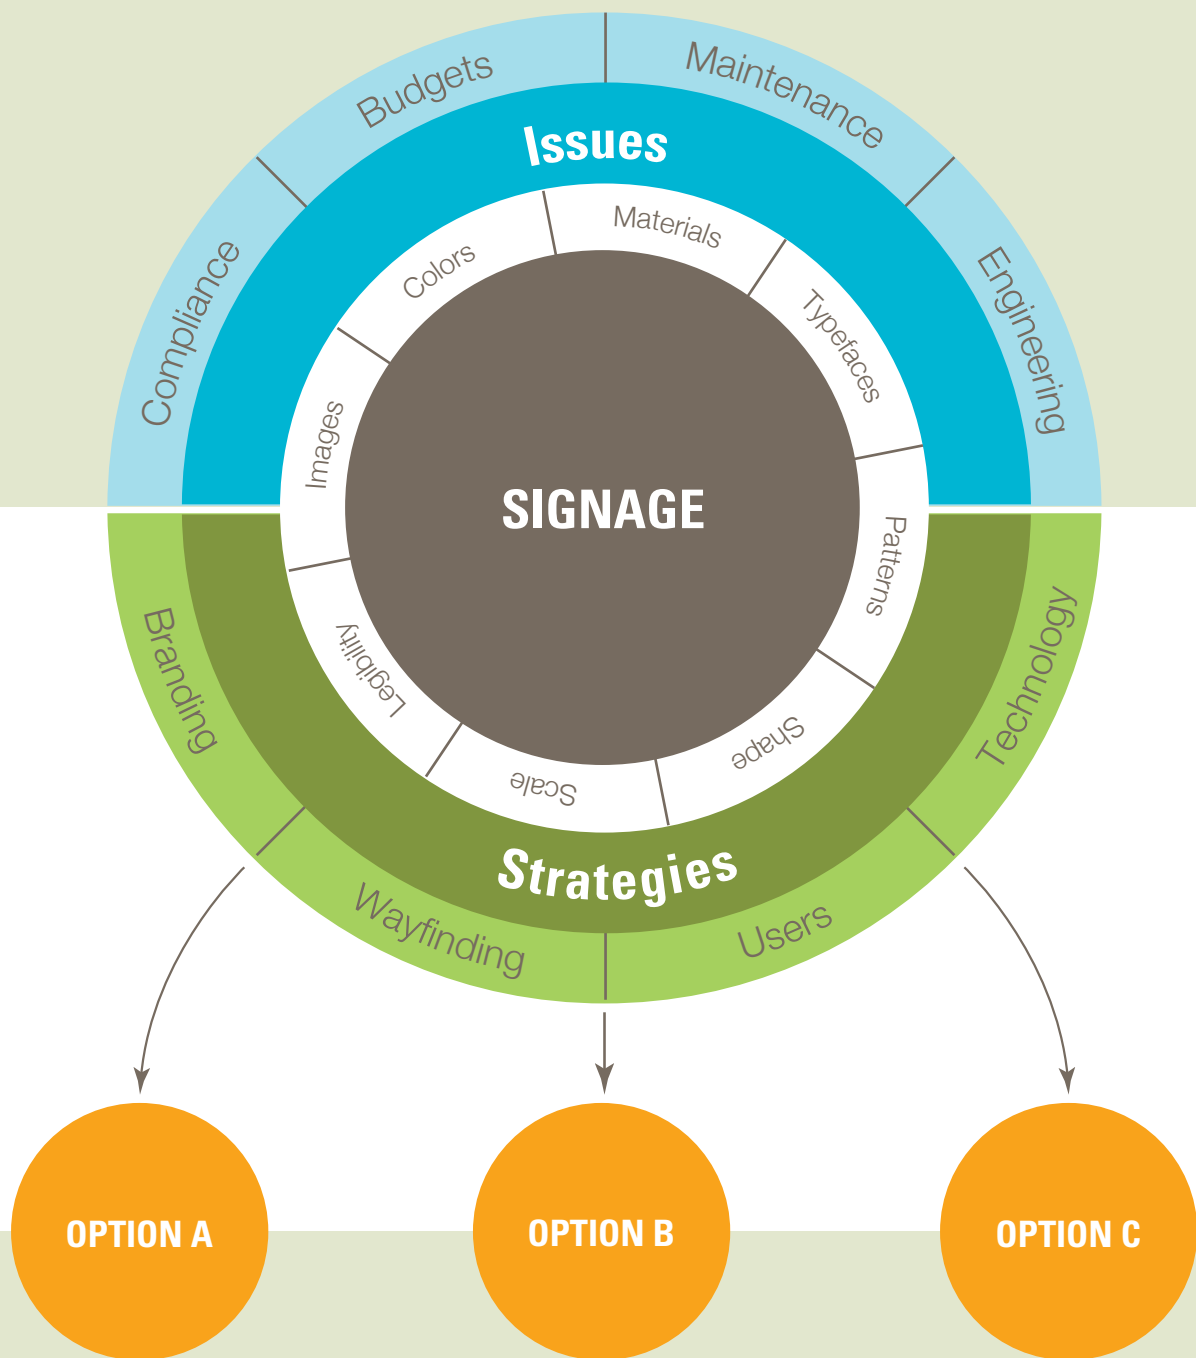 Budgets
Maintenance
Compliance
Engineering
Issues
Materials
Colors
Typefaces
Images
Patterns
SIGNAGE
Legibility
Shape
Scale
Strategies
Branding
Technology
Wayfinding
Users
OPTION A
OPTION B
OPTION C